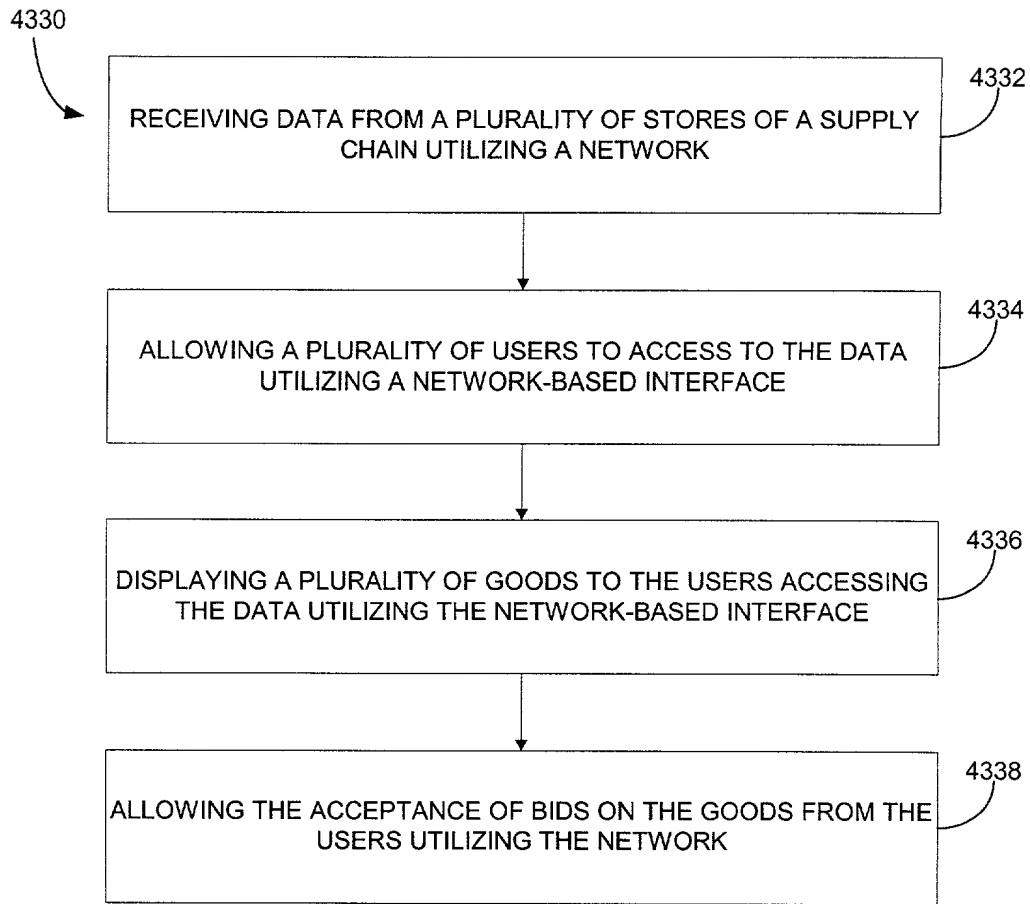 4330
4332
RECEIVING DATA FROM A PLURALITY OF STORES OF A SUPPLY
CHAIN UTILIZING A NETWORK
4334
ALLOWING A PLURALITY OF USERS TO ACCESS TO THE DATA
UTILIZING A NETWORK-BASED INTERFACE
4336
DISPLAYING A PLURALITY OF GOODS TO THE USERS ACCESSING
THE DATA UTILIZING THE NETWORK-BASED INTERFACE
4338
ALLOWING THE ACCEPTANCE OF BIDS ON THE GOODS FROM THE
USERS UTILIZING THE NETWORK